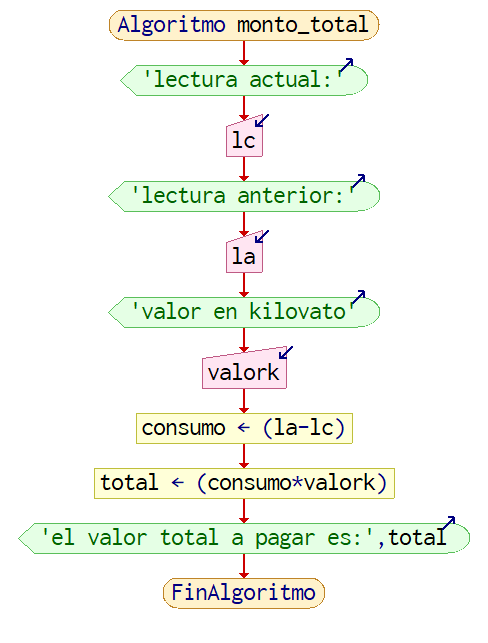 Algoritmo monto_total
'lectura actual:'
lc
'lectura anterior:'
la
'valor en kilovato'
valork
consumo ← (la-lc)
total ← (consumo*valork)
'el valor total a pagar es:',total
FinAlgoritmo